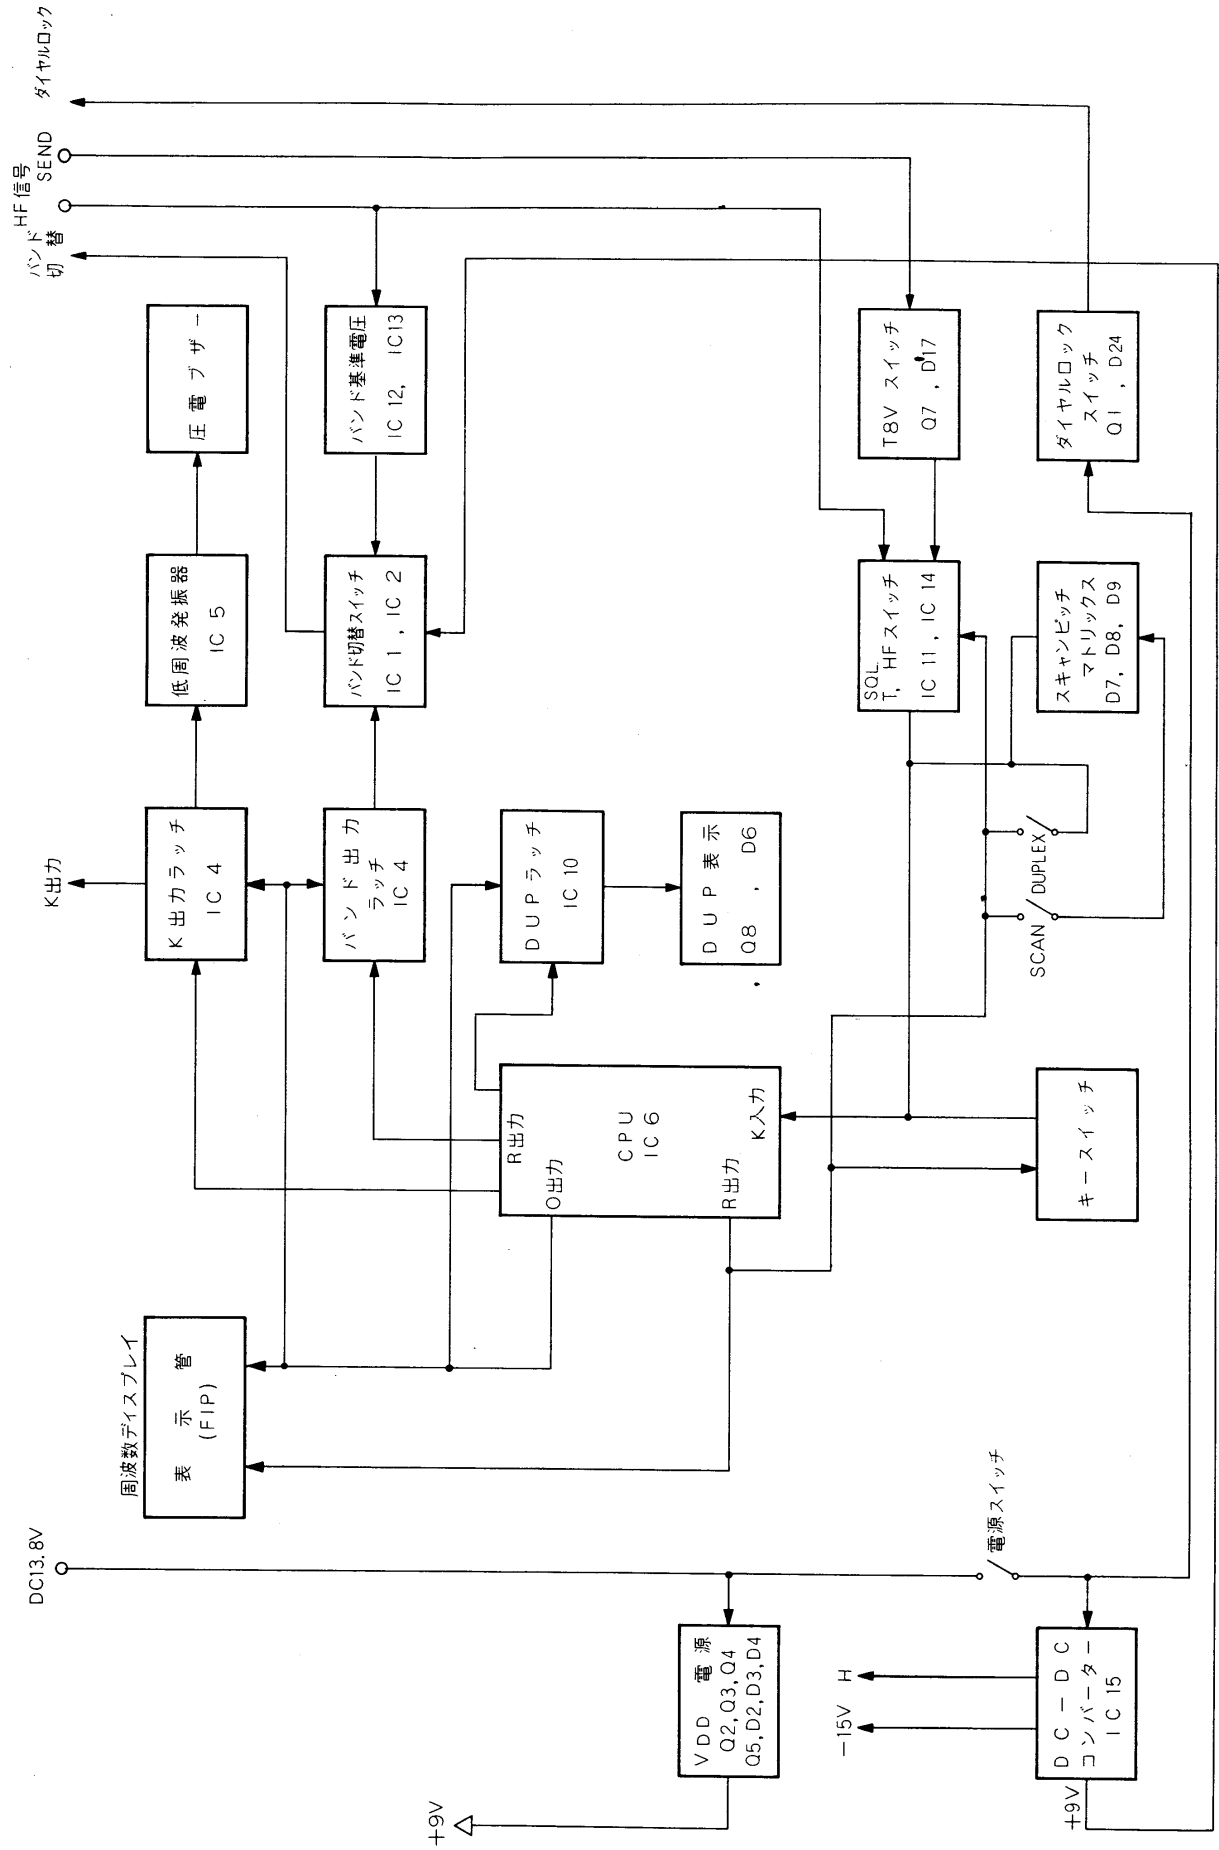 DC13.8V
周波数ディスプレイ
表 示 管
(FIP)
K出力
K出力ラッチ
IC 4
低周波発振器
IC 5
圧電ブザー
バンド
切替
HF信号
SEND
ダイヤルロック
バンド出力
ラッチ
IC 4
バンド切替スイッチ
IC 1, IC 2
バンド基準電圧
IC 12, IC13
DUPラッチ
IC 10
DUP表示
Q8, D6
R出力
O出力
CPU
IC 6
R出力
K入力
SQL
T, HFスイッチ
IC 11, IC 14
T8V スイッチ
Q7, D17
+9V
VDD 電源
Q2,Q3,Q4
Q5,D2,D3,D4
電源スイッチ
-15V
H
DC-DC
コンバーター
IC 15
+9V
キースイッチ
SCAN
DUPLEX
スキャンピッチ
マトリックス
D7, D8, D9
ダイヤルロック
スイッチ
Q1, D24